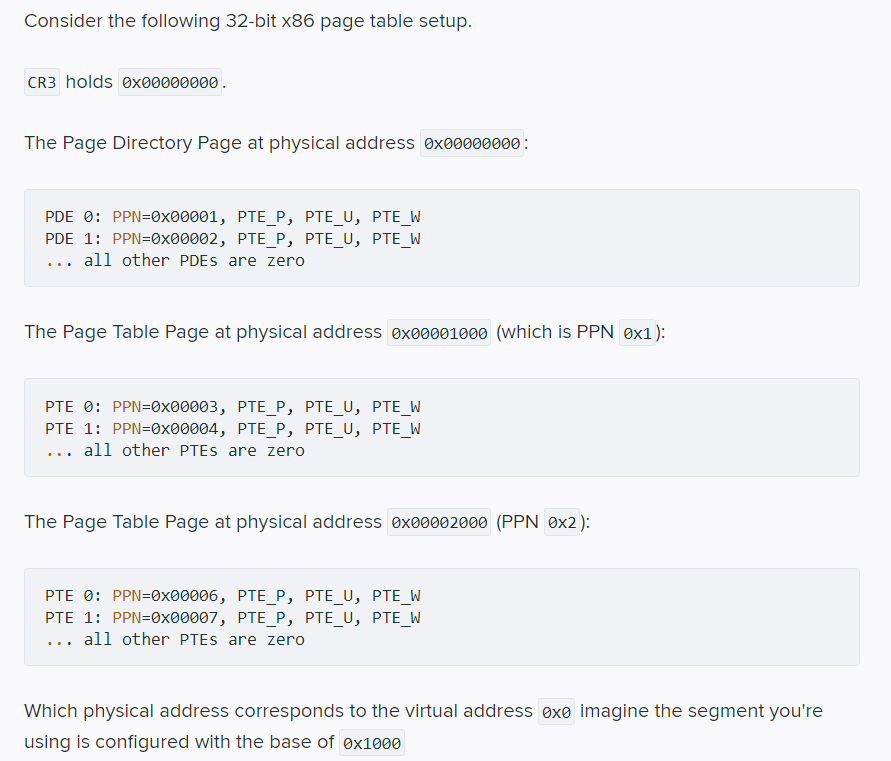 Consider the following 32-bit x86 page table setup.
CR3 holds 0x00000000.
The Page Directory Page at physical address 0x00000000:
PDE 0: PPN=0x00001, PTE_P, PTE_U, PTE_W
PDE 1: PPN=0x00002, PTE_P, PTE_U, PTE_W
... all other PDEs are zero
The Page Table Page at physical address 0x00001000 (which is PPN 0x1):
PTE 0: PPN=0x00003, PTE_P, PTE_U, PTE_W
PTE 1: PPN=0x00004, PTE_P, PTE_U, PTE_W
... all other PTEs are zero
The Page Table Page at physical address 0x00002000 (PPN 0x2):
PTE 0: PPN=0x00006, PTE_P, PTE_U, PTE_W
PTE 1: PPN=0x00007, PTE_P, PTE_U, PTE_W
... all other PTEs are zero
Which physical address corresponds to the virtual address 0x0 imagine the segment you're
using is configured with the base of 0x1000